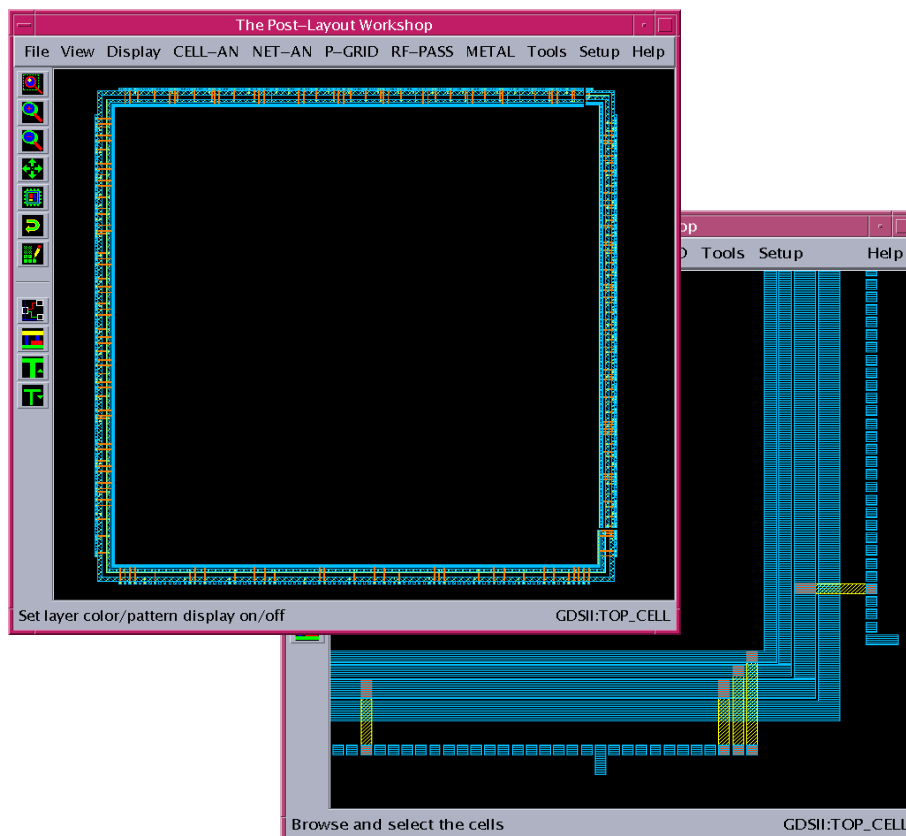 The Post-Layout Workshop
File View Display CELL-AN NET-AN P-GRID RF-PASS METAL Tools Setup Help
Set layer color/pattern display on/off GDSII:TOP_CELL
Tools Setup Help
Browse and select the cells GDSII:TOP_CELL